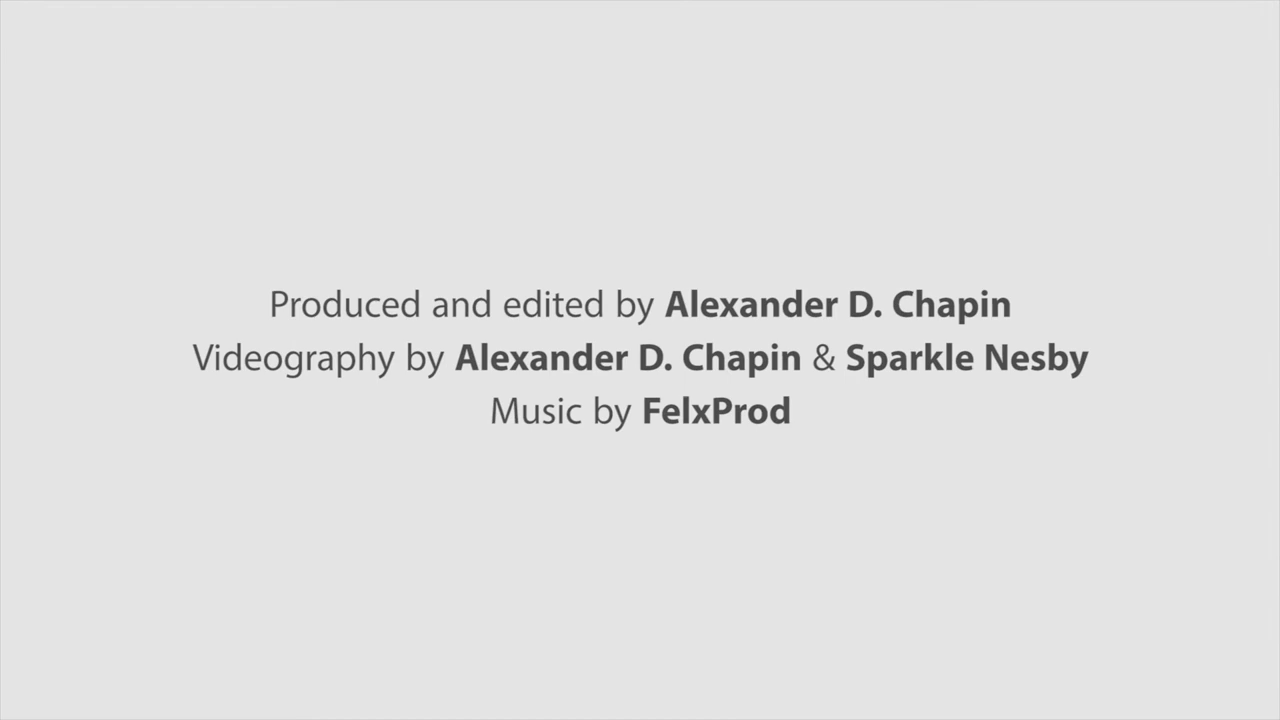 Produced and edited by Alexander D. Chapin
Videography by Alexander D. Chapin & Sparkle Nesby
Music by FelxProd